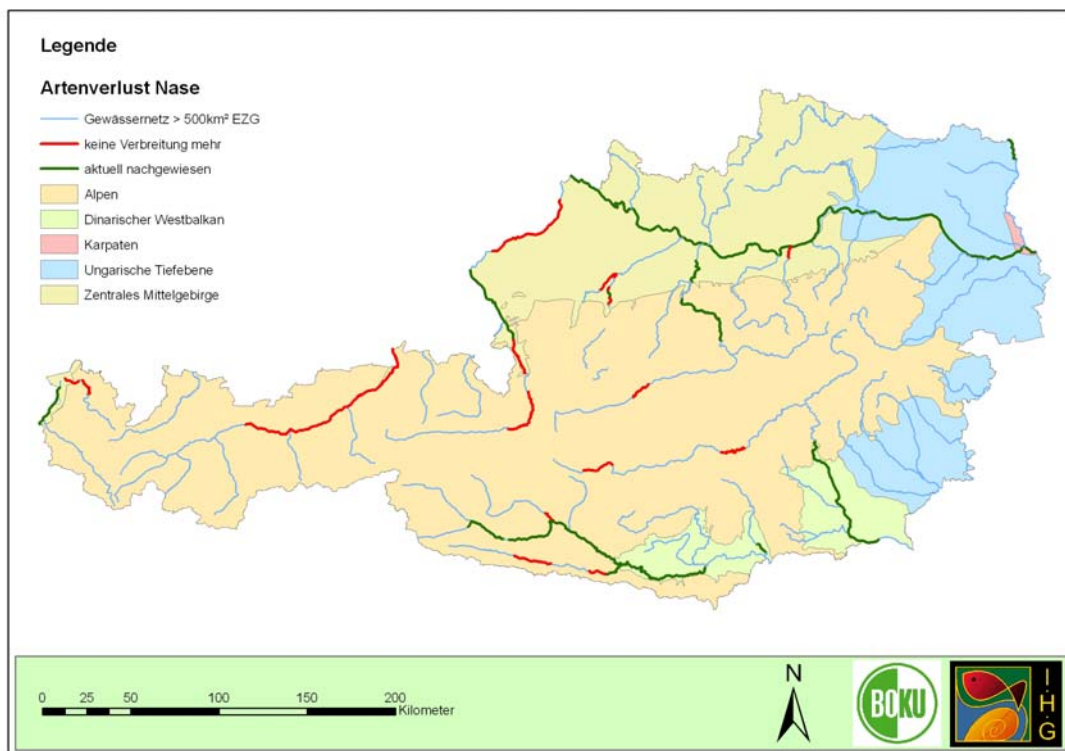 Legende
Artenverlust Nase
Gewässernetz > 500km² EZG
keine Verbreitung mehr
aktuell nachgewiesen
Alpen
Dinarischer Westbalkan
Karpaten
Ungarische Tiefebene
Zentrales Mittelgebirge
0 25 50 100 150 200
Kilometer
N
BOKU
I·H·G